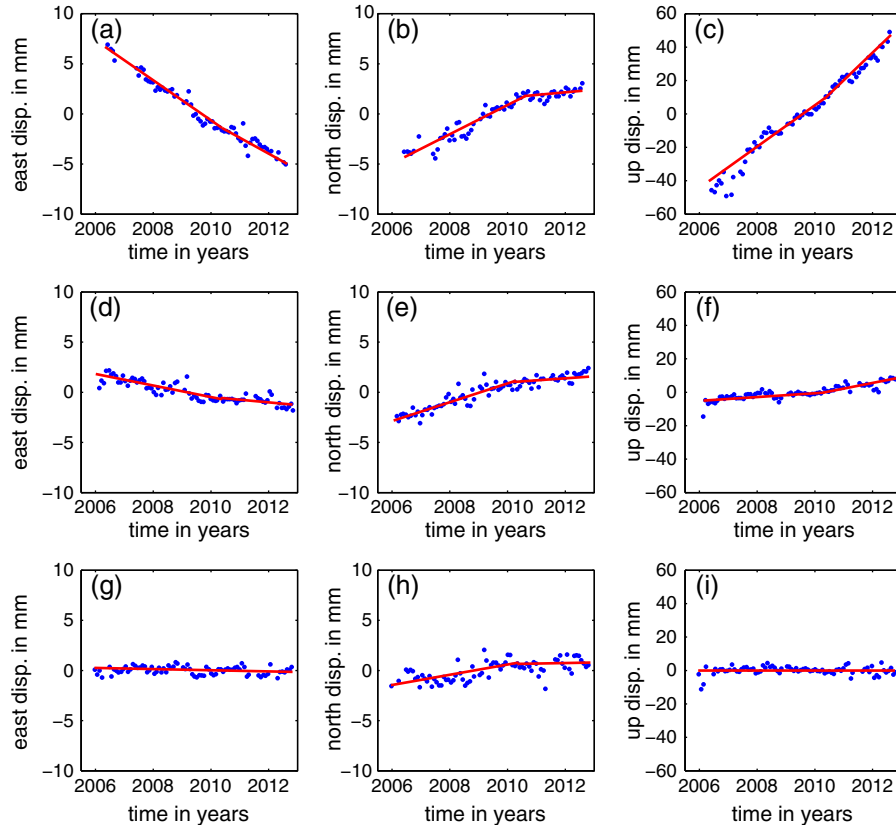 (a)
10
5
0
−5
−10
east disp. in mm
2006 2008 2010 2012
time in years
(b)
10
5
0
−5
−10
north disp. in mm
2006 2008 2010 2012
time in years
(c)
60
40
20
0
−20
−40
−60
up disp. in mm
2006 2008 2010 2012
time in years
(d)
10
5
0
−5
−10
east disp. in mm
2006 2008 2010 2012
time in years
(e)
10
5
0
−5
−10
north disp. in mm
2006 2008 2010 2012
time in years
(f)
60
40
20
0
−20
−40
−60
up disp. in mm
2006 2008 2010 2012
time in years
(g)
10
5
0
−5
−10
east disp. in mm
2006 2008 2010 2012
time in years
(h)
10
5
0
−5
−10
north disp. in mm
2006 2008 2010 2012
time in years
(i)
60
40
20
0
−20
−40
−60
up disp. in mm
2006 2008 2010 2012
time in years